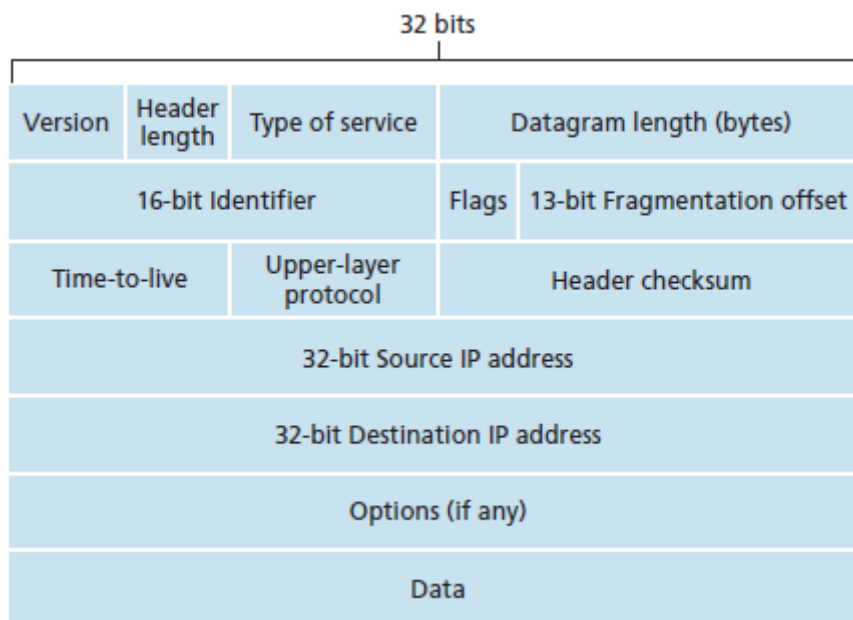 32 bits
Version
Header
length
Type of service
Datagram length (bytes)
16-bit Identifier
Flags
13-bit Fragmentation offset
Time-to-live
Upper-layer
protocol
Header checksum
32-bit Source IP address
32-bit Destination IP address
Options (if any)
Data